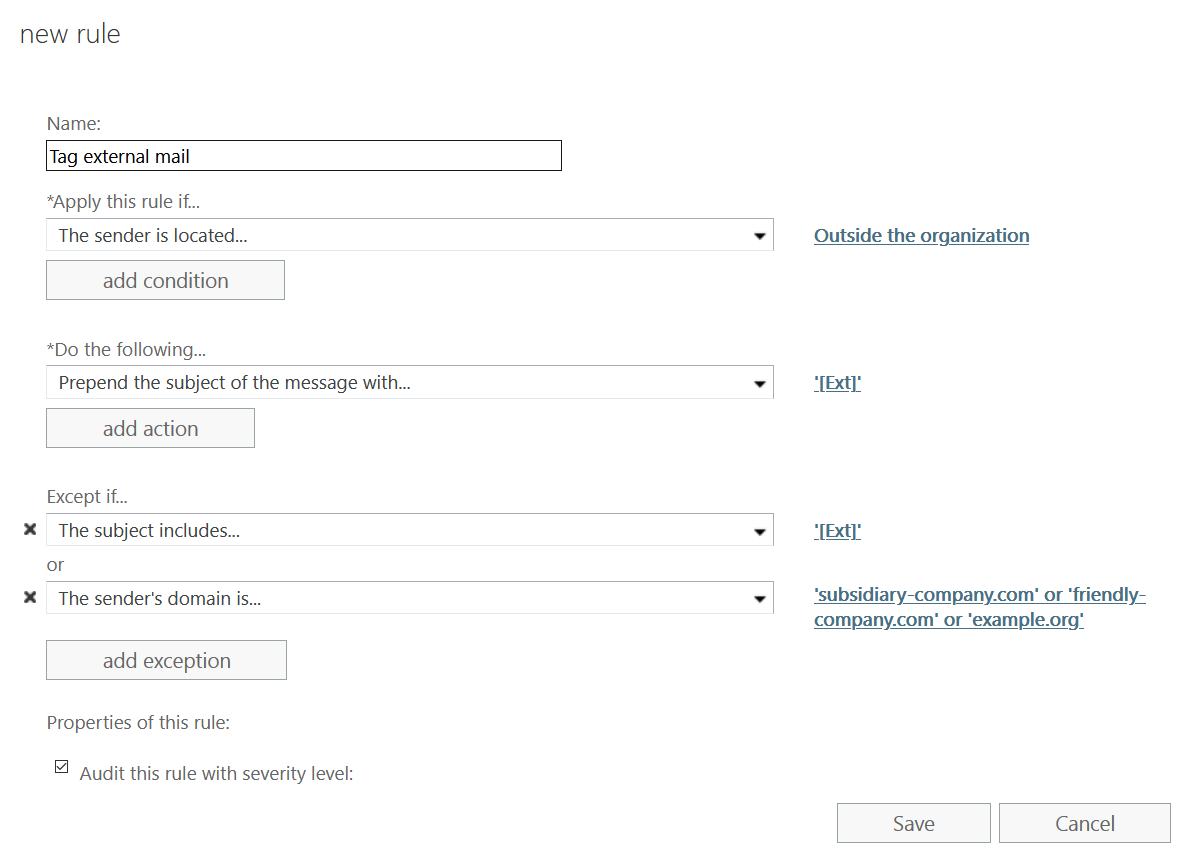 new rule
Name:
Tag external mail
*Apply this rule if...
The sender is located...
Outside the organization
add condition
*Do the following...
Prepend the subject of the message with...
'[Ext]'
add action
Except if...
The subject includes...
'[Ext]'
or
The sender's domain is...
'subsidiary-company.com' or 'friendly-
company.com' or 'example.org'
add exception
Properties of this rule:
Audit this rule with severity level:
Save
Cancel